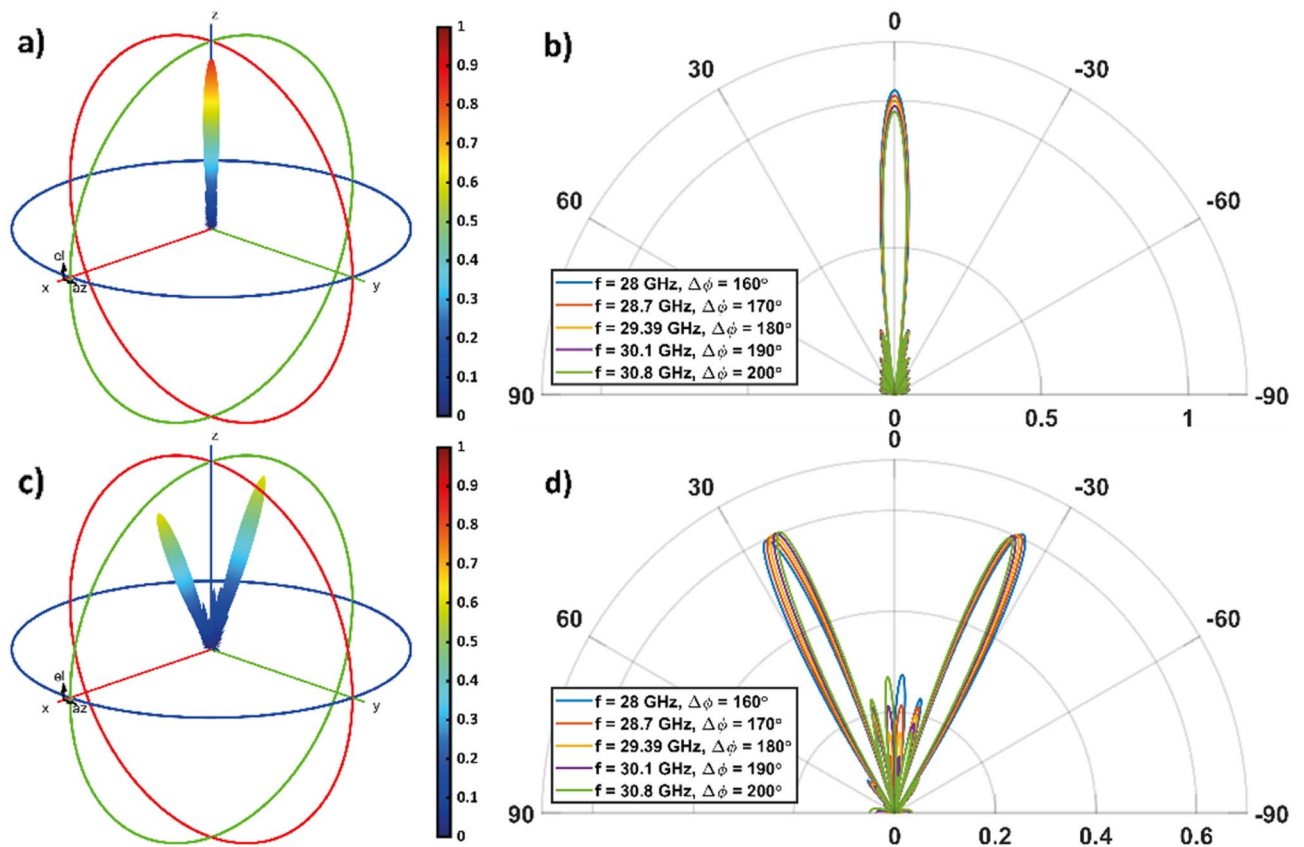 a)
z
cl
x
az
y
1
0.9
0.8
0.7
0.6
0.5
0.4
0.3
0.2
0.1
0
b)
0
30
-30
60
-60
90
-90
f = 28 GHz, Δϕ = 160°
f = 28.7 GHz, Δϕ = 170°
f = 29.39 GHz, Δϕ = 180°
f = 30.1 GHz, Δϕ = 190°
f = 30.8 GHz, Δϕ = 200°
0
0.5
1
c)
z
el
x
az
y
1
0.9
0.8
0.7
0.6
0.5
0.4
0.3
0.2
0.1
0
d)
0
30
-30
60
-60
90
-90
f = 28 GHz, Δϕ = 160°
f = 28.7 GHz, Δϕ = 170°
f = 29.39 GHz, Δϕ = 180°
f = 30.1 GHz, Δϕ = 190°
f = 30.8 GHz, Δϕ = 200°
0
0.2
0.4
0.6